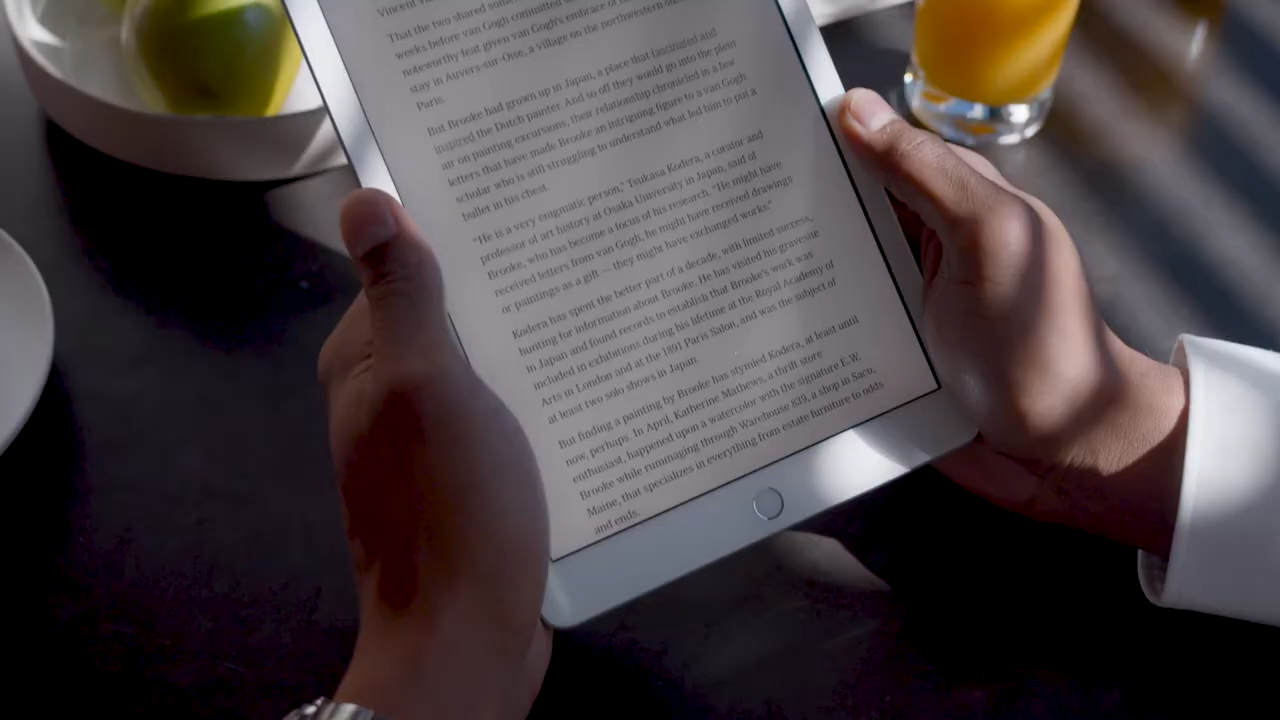 Vincent
That the two shared
weeks before van Gogh committed
noteworthy feat given van Gogh's embrace of
stay in Auvers-sur-Oise, a village on the northwestern
Paris.
But Brooke had grown up in Japan, a place that fascinated and
inspired the Dutch painter. And so off they would go into the plein
air on painting excursions, their relationship chronicled in a few
letters that have made Brooke an intriguing figure to a van Gogh
scholar who is still struggling to understand what led him to put a
bullet in his chest.
“He is a very enigmatic person,” Tsukasa Kodera, a curator and
professor of art history at Osaka University in Japan, said of
Brooke, who has become a focus of his research. “He might have
received letters from van Gogh, he might have received drawings
or paintings as a gift — they might have exchanged works.”
Kodera has spent the better part of a decade, with limited success,
hunting for information about Brooke. He has visited his gravesite
in Japan and found records to establish that Brooke's work was
included in exhibitions during his lifetime at the Royal Academy of
Arts in London and at the 1891 Paris Salon, and was the subject of
at least two solo shows in Japan.
But finding a painting by Brooke has stymied Kodera, at least until
now, perhaps. In April, Katherine Mathews, a thrift store
enthusiast, happened upon a watercolor with the signature E.W.
Brooke while rummaging through Warehouse 839, a shop in Saco,
Maine, that specializes in everything from estate furniture to odds
and ends.